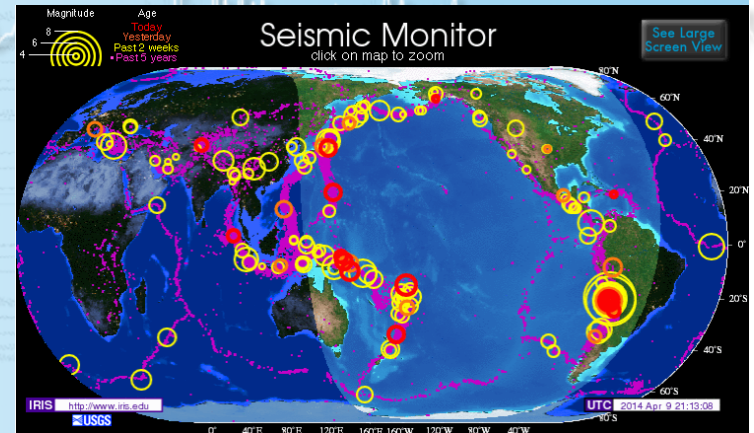 Magnitude
8
6
4
Age
Today
Yesterday
Past 2 weeks
•Past 5 years
Seismic Monitor
click on map to zoom
See Large
Screen View
80°N
80°N
60°N
40°N
20°N
0°
20°S
40°S
60°S
80°S
IRIS http://www.iris.edu
USGS
UTC 2014 Apr 9 21:13:08
0° 40°E 80°E 120°E 160°E 160°W 120°W 80°W 40°W